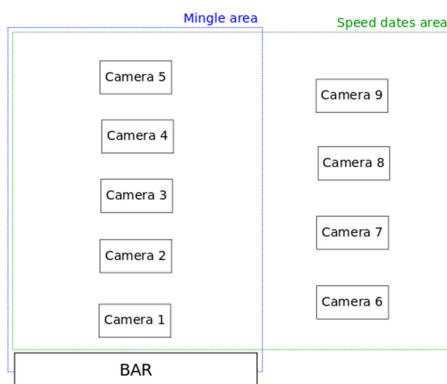 Mingle area
Speed dates area
Camera 5
Camera 9
Camera 4
Camera 8
Camera 3
Camera 7
Camera 2
Camera 6
Camera 1
BAR